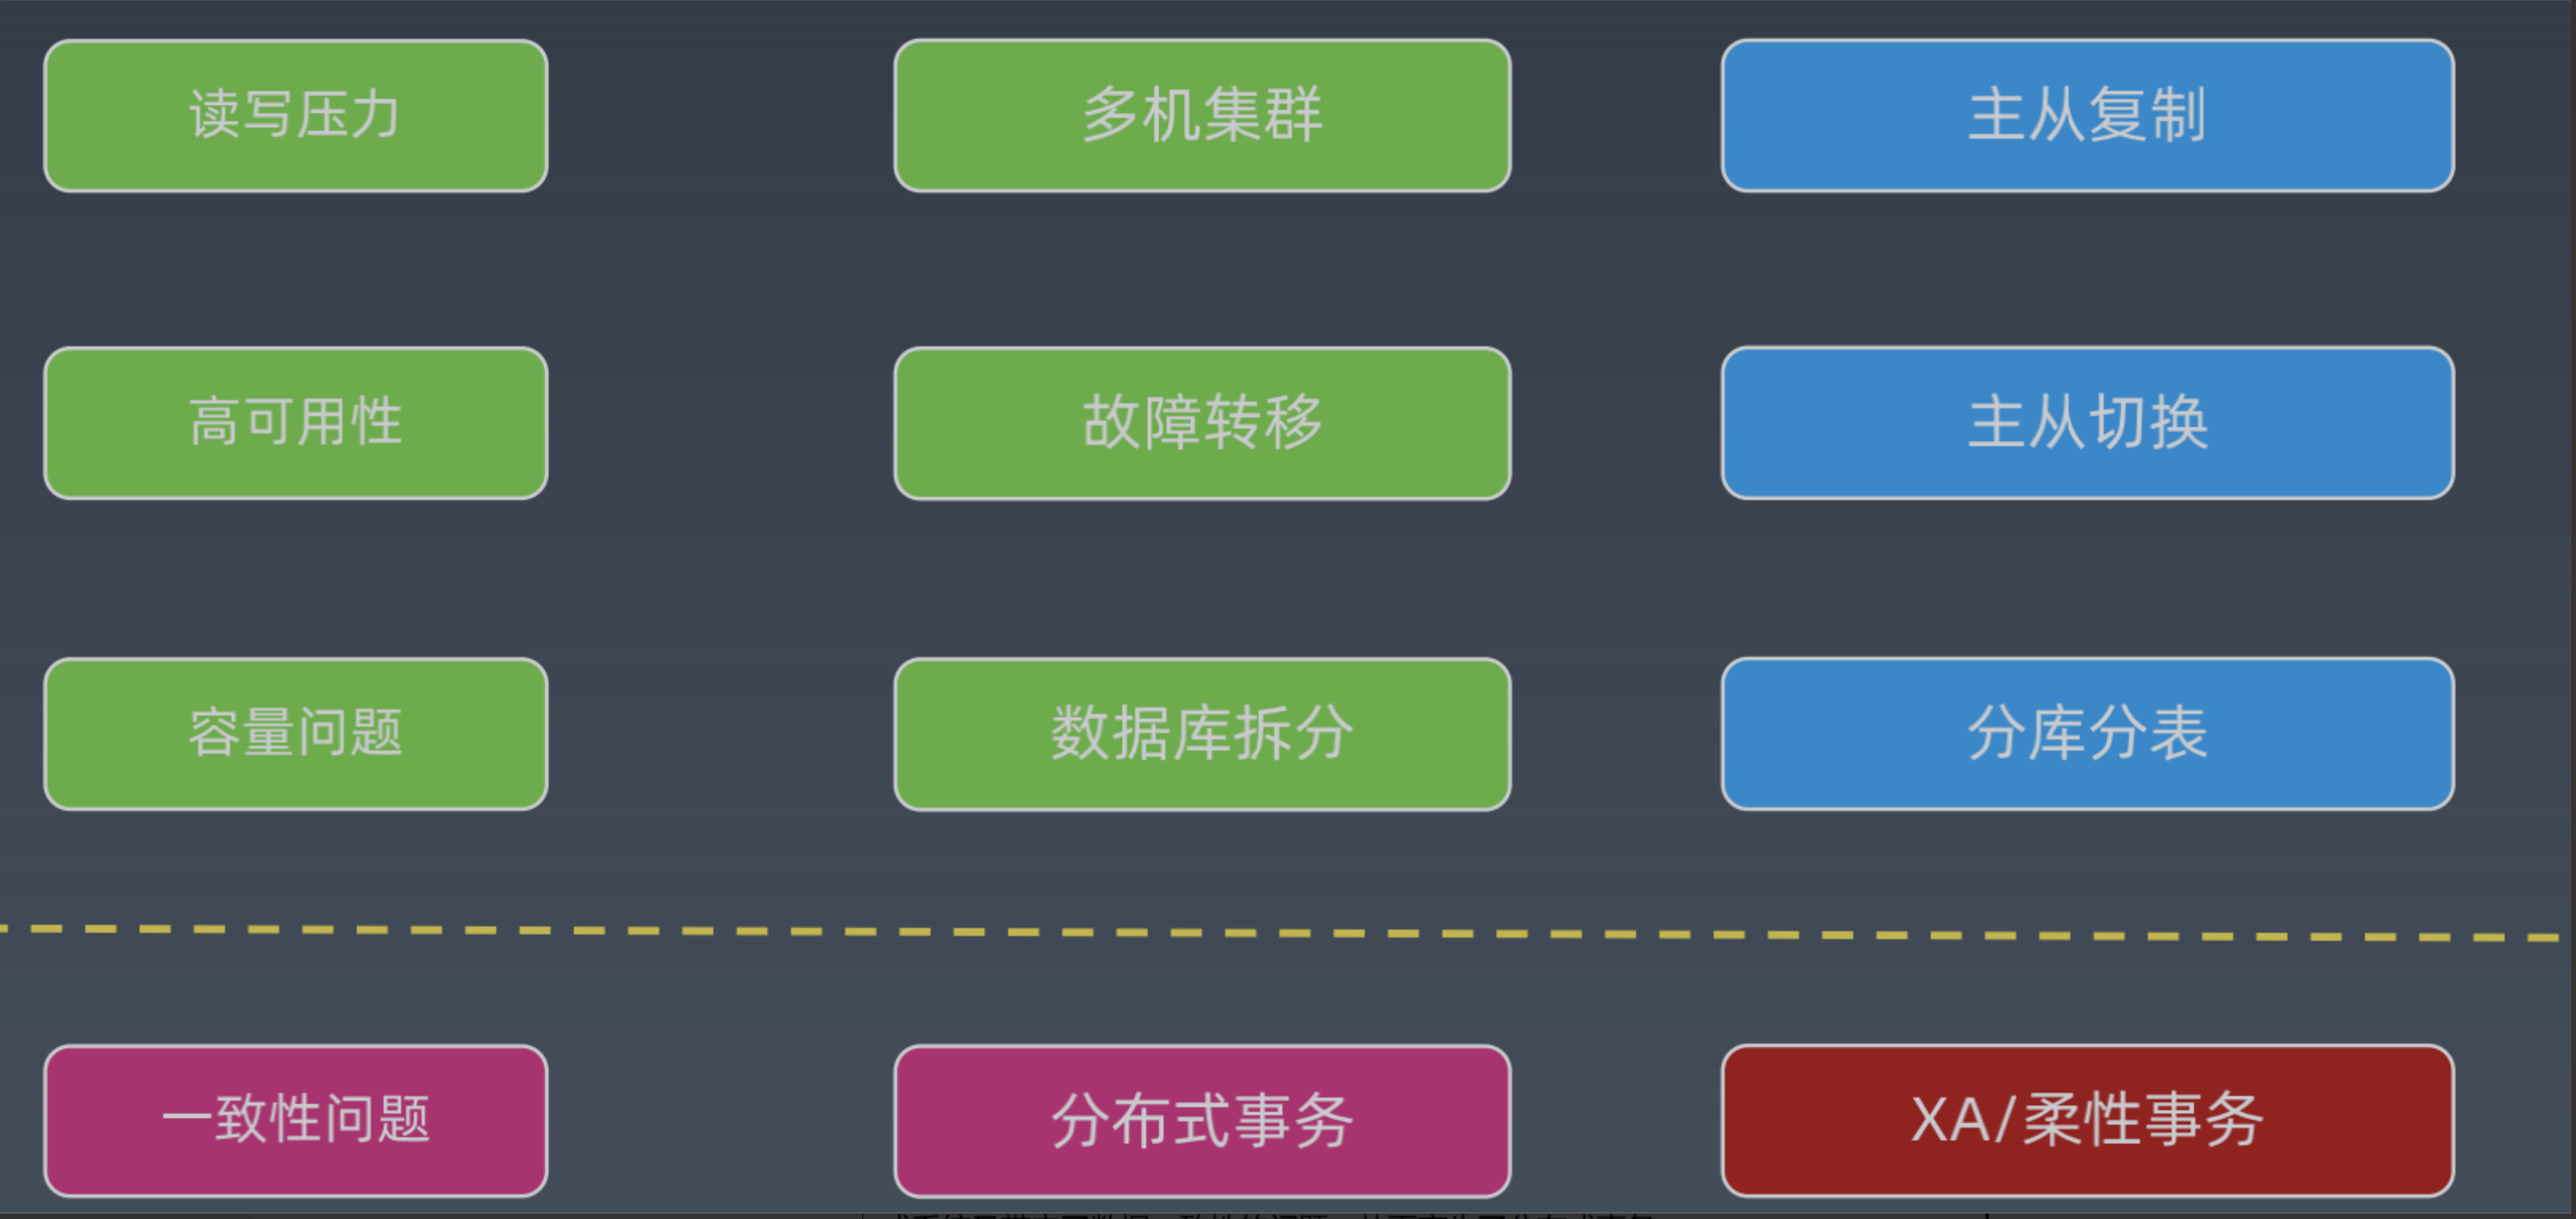 读写压力
多机集群
主从复制
高可用性
故障转移
主从切换
容量问题
数据库拆分
分库分表
一致性问题
分布式事务
XA/柔性事务